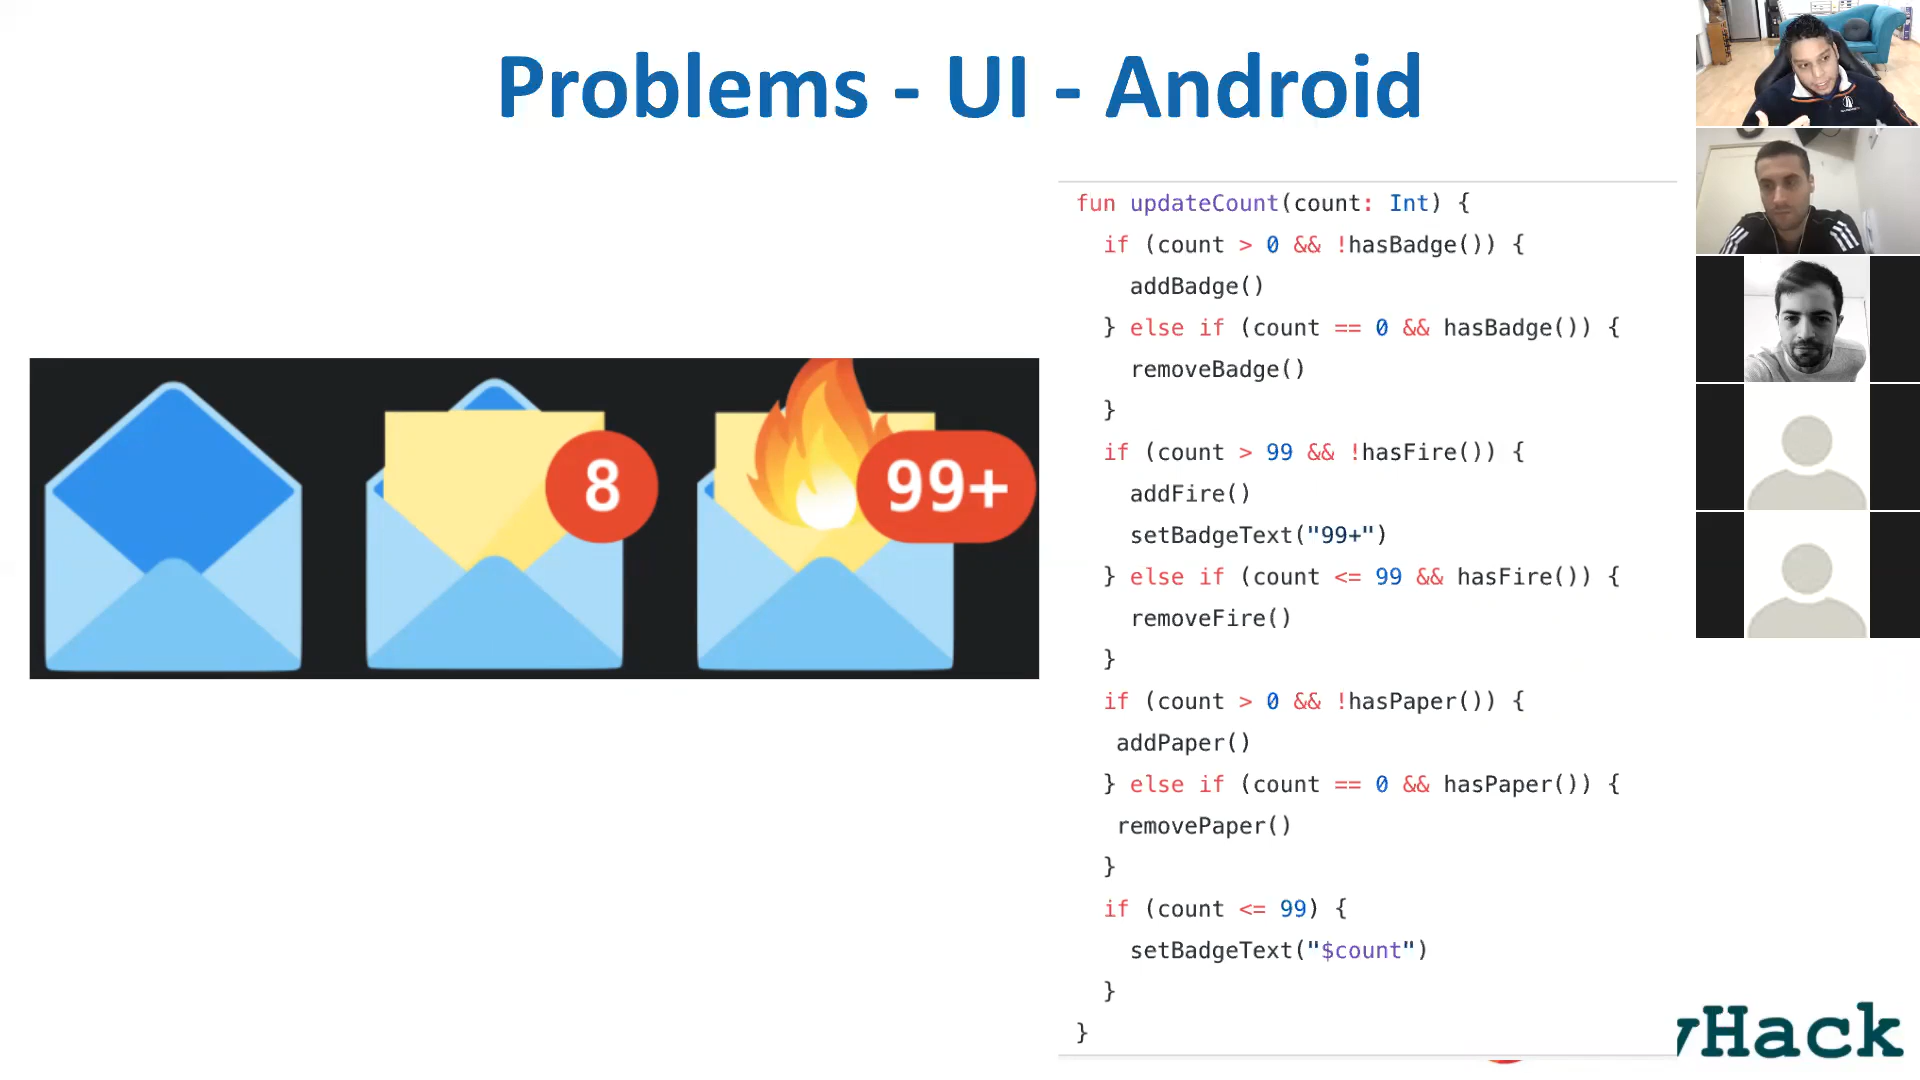 Problems - UI - Android
8
99+
fun updateCount(count: Int) {
if (count > 0 && !hasBadge()) {
addBadge()
} else if (count == 0 && hasBadge()) {
removeBadge()
}
if (count > 99 && !hasFire()) {
addFire()
setBadgeText("99+")
} else if (count <= 99 && hasFire()) {
removeFire()
}
if (count > 0 && !hasPaper()) {
addPaper()
} else if (count == 0 && hasPaper()) {
removePaper()
}
if (count <= 99) {
setBadgeText("$count")
}
}
yHack